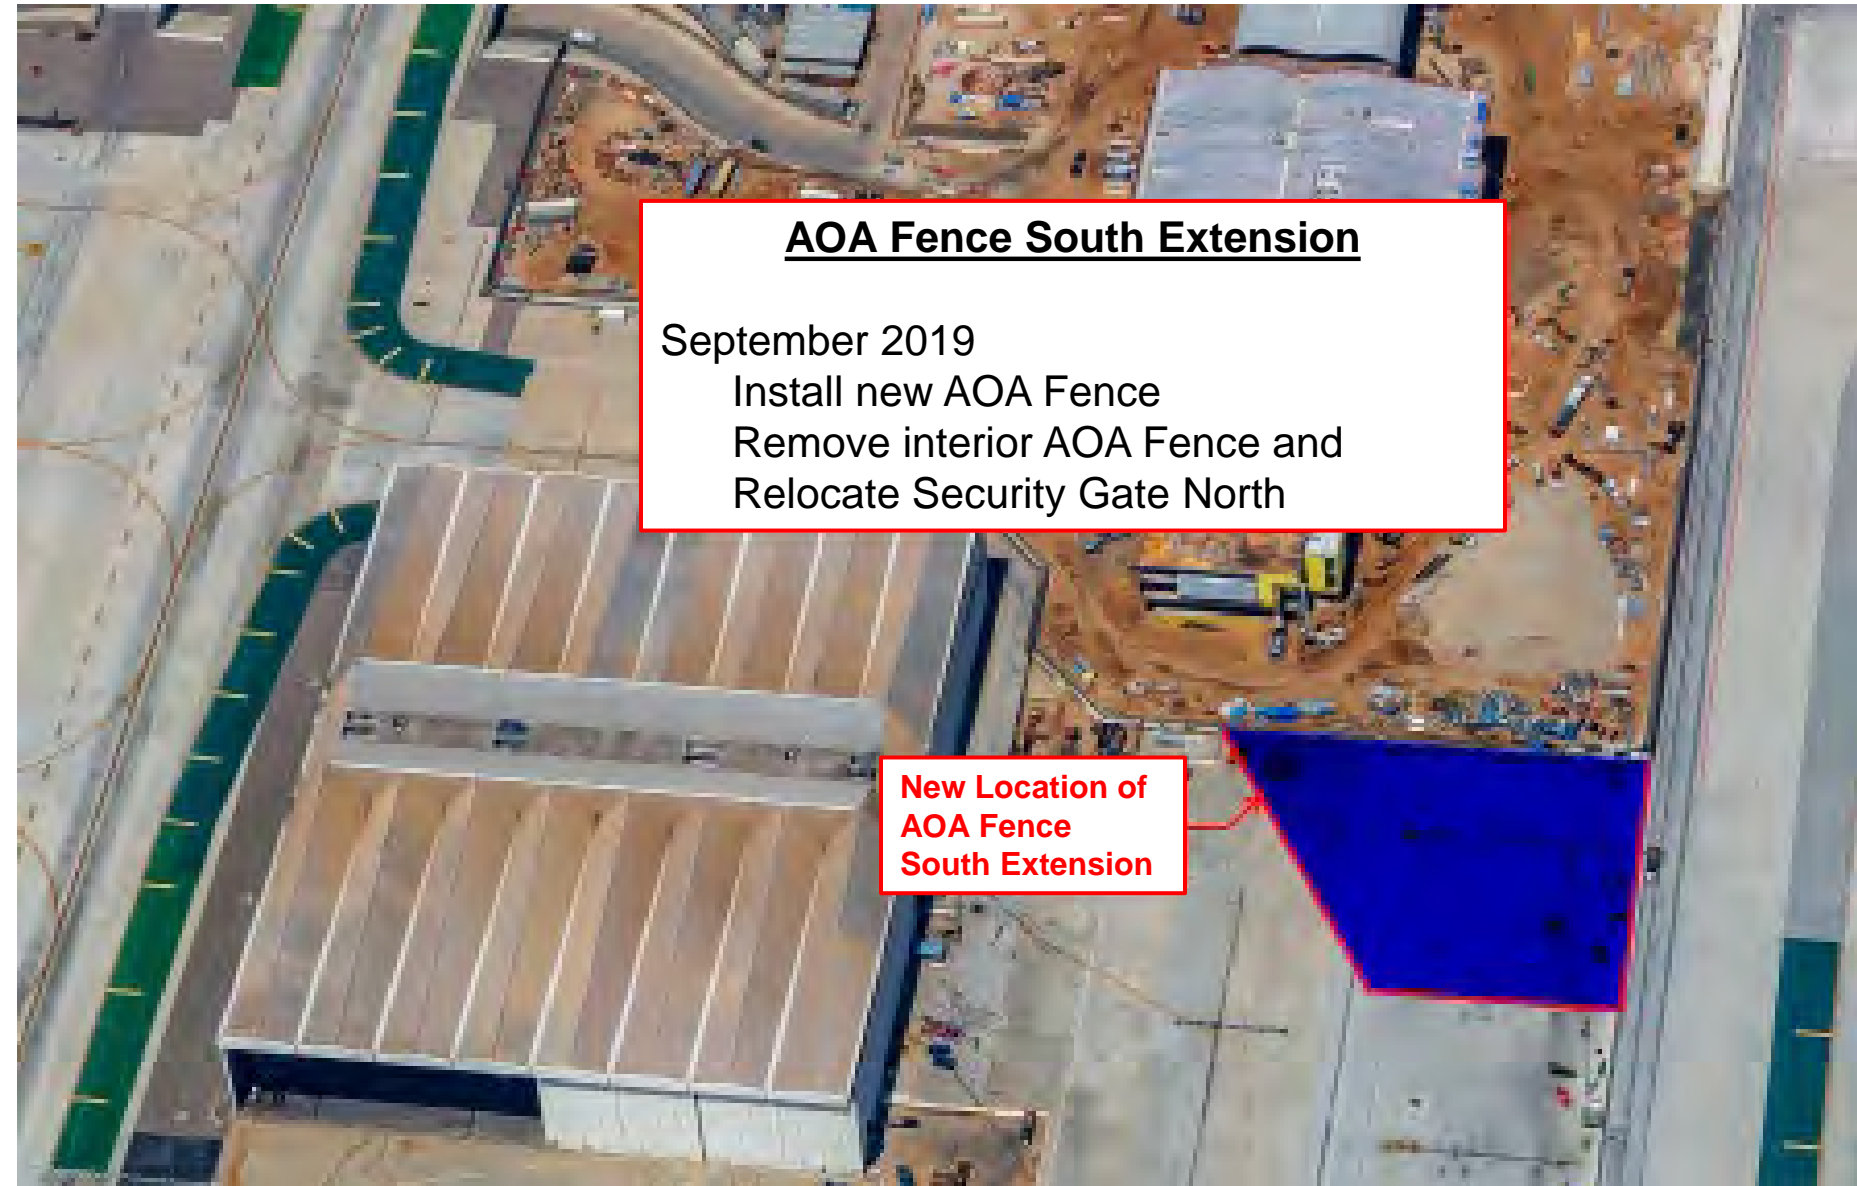 AOA Fence South Extension
September 2019
Install new AOA Fence
Remove interior AOA Fence and
Relocate Security Gate North
New Location of
AOA Fence
South Extension